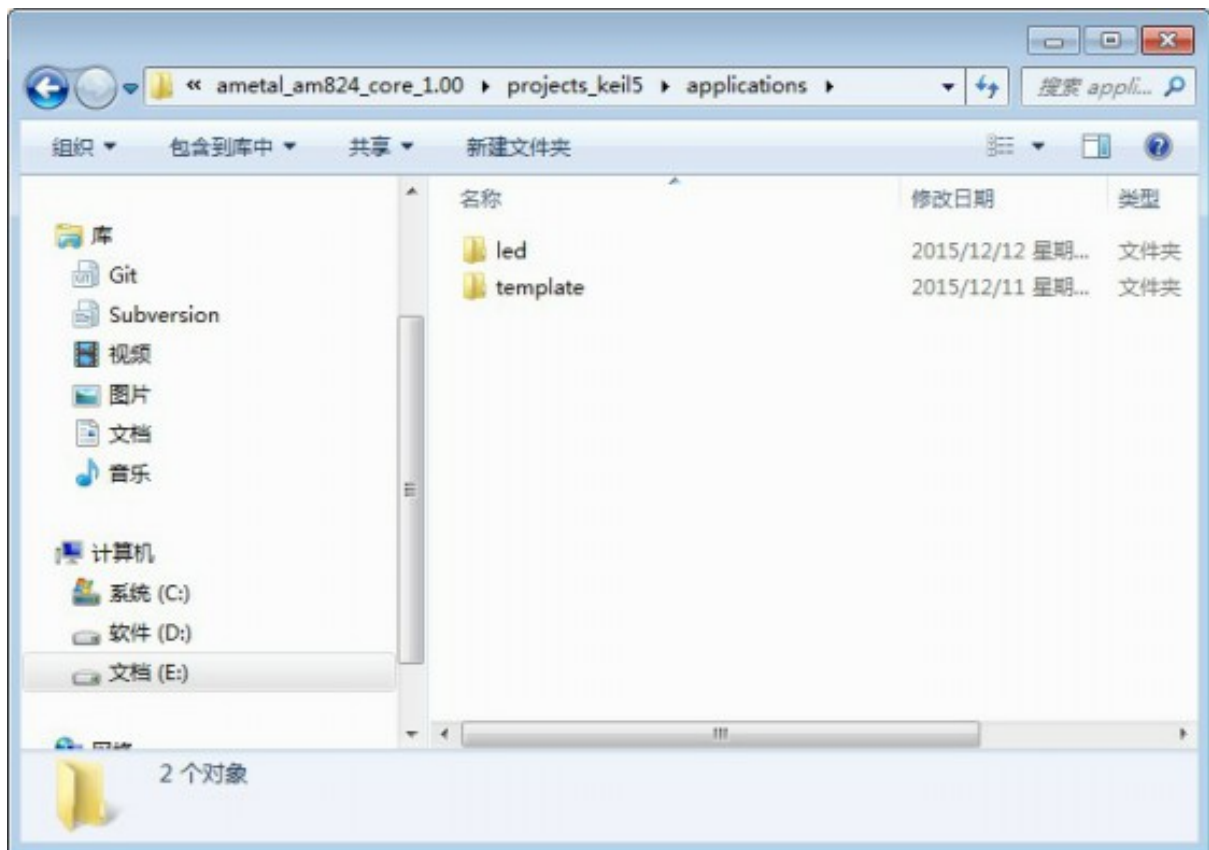 « ametal_am824_core_1.00 projects_keil5 applications 搜索 appli...
组织 包含到库中 共享 新建文件夹
名称 修改日期 类型
库
Git
Subversion
视频
图片
文档
音乐
计算机
系统 (C:)
软件 (D:)
文档 (E:)
led 2015/12/12 星期... 文件夹
template 2015/12/11 星期... 文件夹
2 个对象